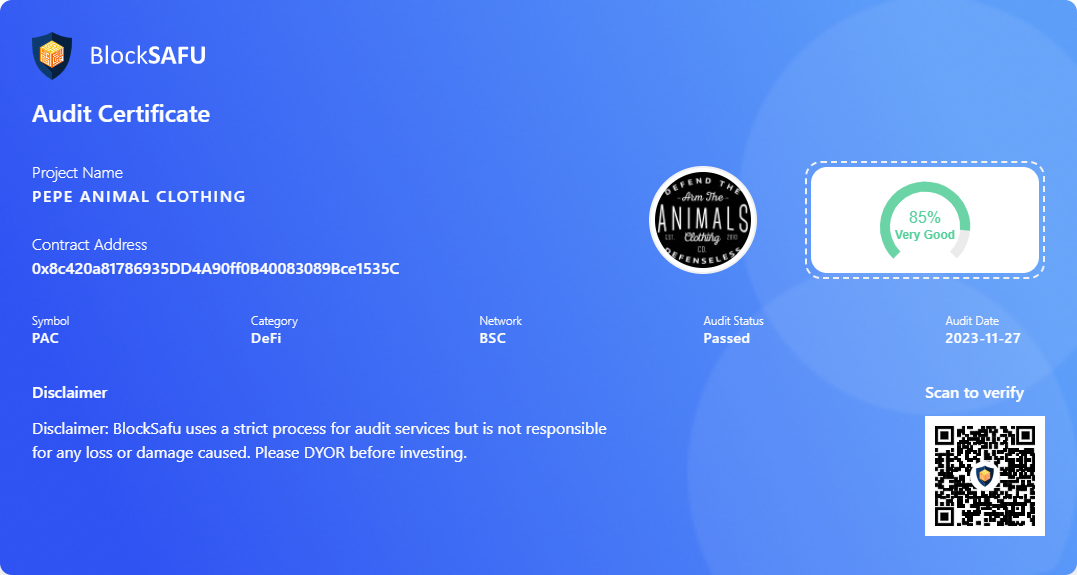 BlockSAFU
Audit Certificate
Project Name
PEPE ANIMAL CLOTHING
Contract Address
0x8c420a81786935DD4A90ff0B40083089Bce1535C
DEFEND THE
Arm The
ANIMALS
EST.
Clothing
CO.
DEFENSELESS
85%
Very Good
Symbol
PAC
Category
DeFi
Network
BSC
Audit Status
Passed
Audit Date
2023-11-27
Disclaimer
Disclaimer: BlockSafu uses a strict process for audit services but is not responsible
for any loss or damage caused. Please DYOR before investing.
Scan to verify